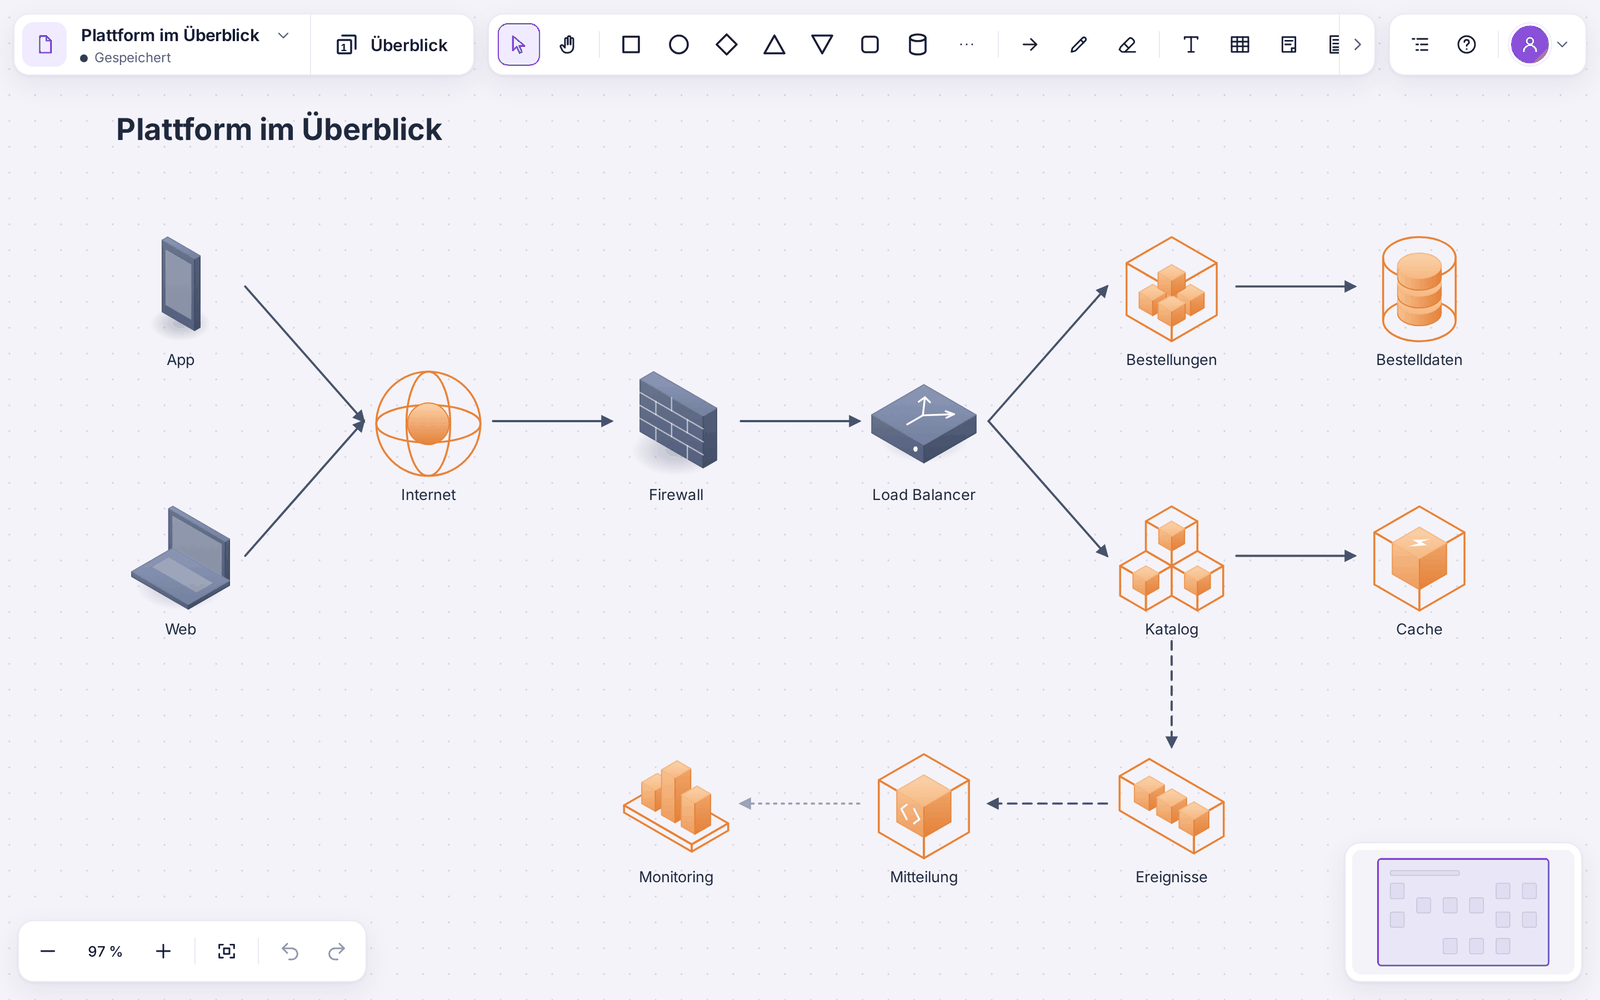 Plattform im Überblick
Gespeichert
1
Überblick
Plattform im Überblick
App
Bestellungen
Bestelldaten
Internet
Firewall
Load Balancer
Web
Katalog
Cache
Monitoring
Mitteilung
Ereignisse
97 %